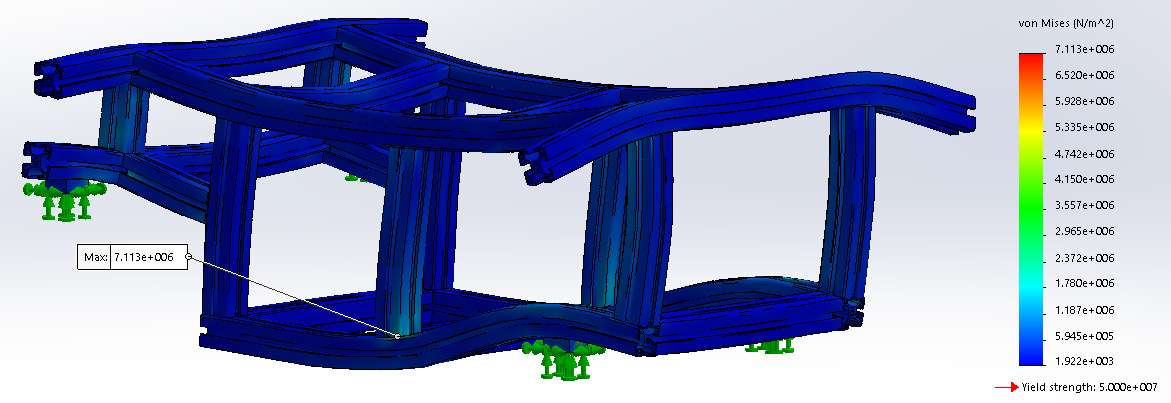 von Mises (N/m^2)
7.113e+006
6.520e+006
5.928e+006
5.335e+006
4.742e+006
4.150e+006
3.557e+006
2.965e+006
2.372e+006
1.780e+006
1.187e+006
5.945e+005
1.922e+003
Yield strength: 5.000e+007
Max: 7.113e+006